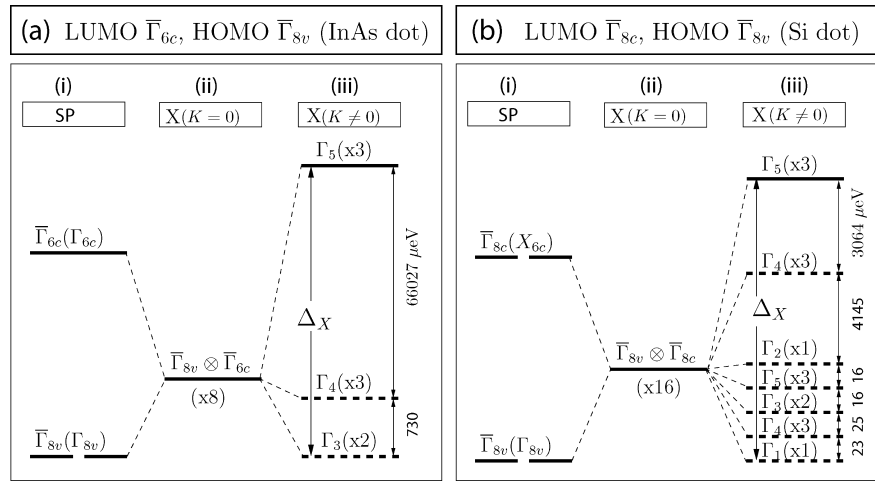 (a) LUMO Γ̅₆c, HOMO Γ̅₈v (InAs dot)
(i) (ii) (iii)
SP X(K = 0) X(K ≠ 0)
Γ₅(x3)
Γ̅₆c(Γ₆c)
66027 μeV
Δ_X
Γ̅₈v ⊗ Γ̅₆c
(x8)
Γ₄(x3)
730
Γ̅₈v(Γ₈v)
Γ₃(x2)
(b) LUMO Γ̅₈c, HOMO Γ̅₈v (Si dot)
(i) (ii) (iii)
SP X(K = 0) X(K ≠ 0)
Γ₅(x3)
3064 μeV
Γ̅₈c(X₆c)
Γ₄(x3)
4145
Δ_X
Γ̅₈v ⊗ Γ̅₈c
(x16)
Γ₂(x1)
16
Γ₅(x3)
16
Γ₃(x2)
25
Γ₄(x3)
23
Γ̅₈v(Γ₈v)
Γ₁(x1)